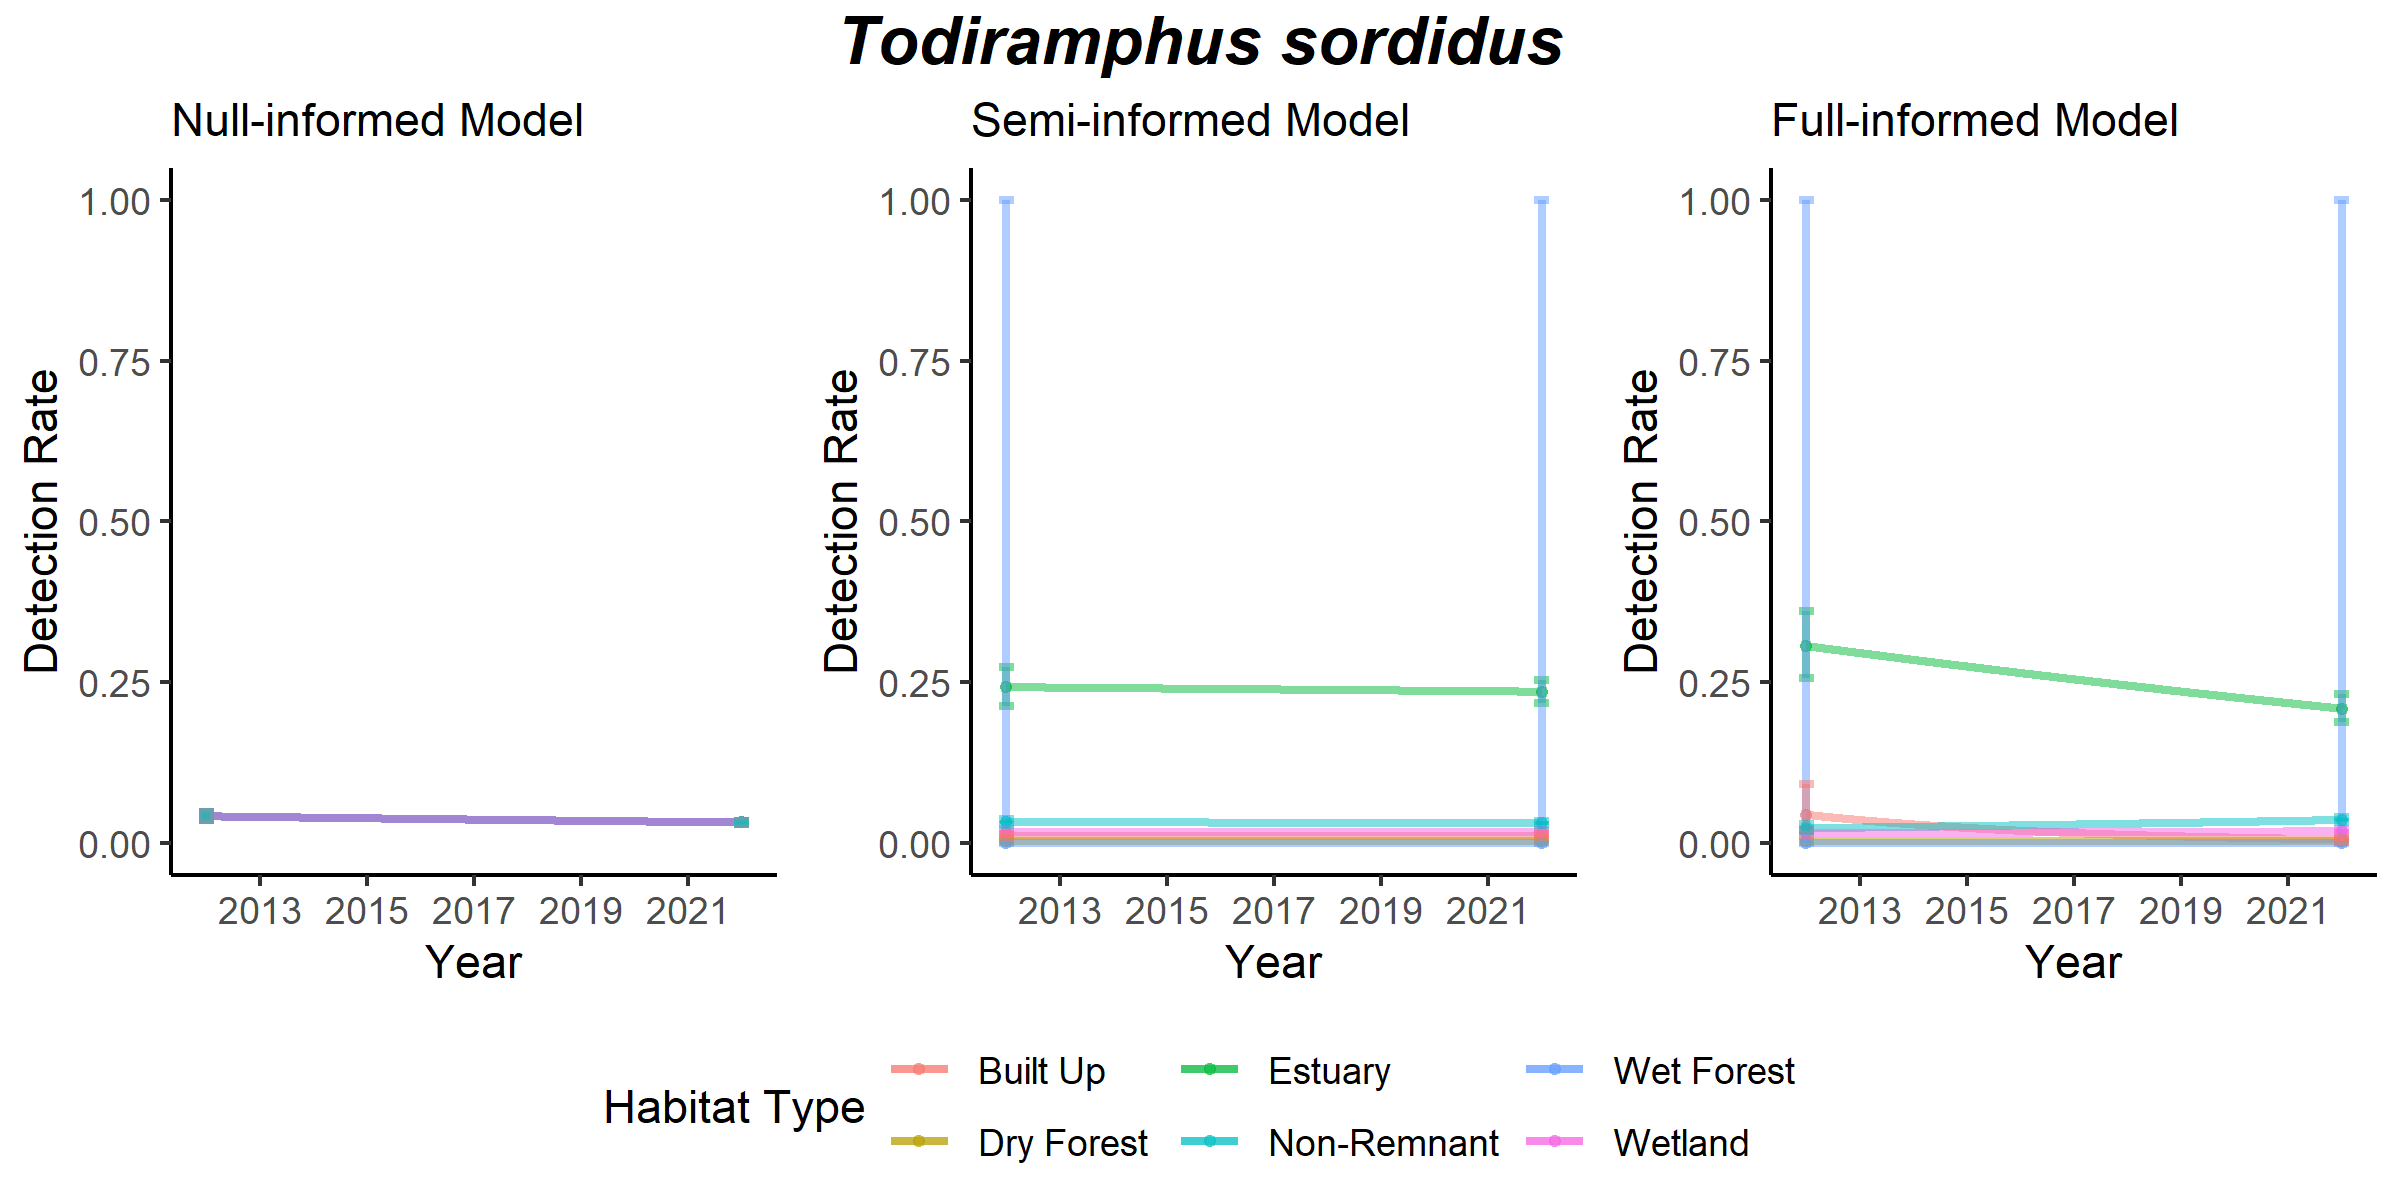 Todiramphus sordidus
Null-informed Model
Semi-informed Model
Full-informed Model
Detection Rate
1.00
0.75
0.50
0.25
0.00
2013 2015 2017 2019 2021
Year
Detection Rate
1.00
0.75
0.50
0.25
0.00
2013 2015 2017 2019 2021
Year
Detection Rate
1.00
0.75
0.50
0.25
0.00
2013 2015 2017 2019 2021
Year
Habitat Type
Built Up
Estuary
Wet Forest
Dry Forest
Non-Remnant
Wetland